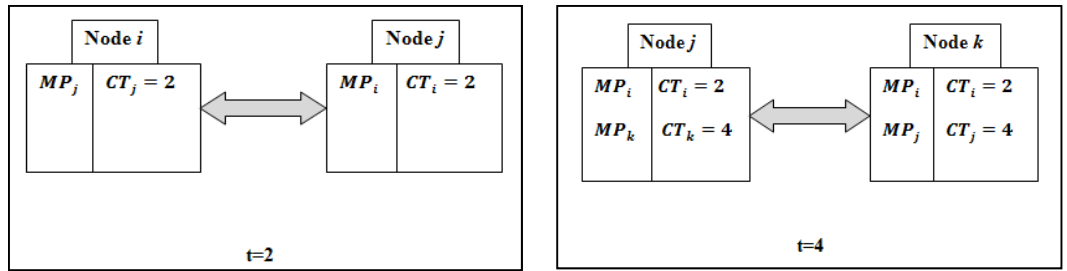 Node i
Node j
MP_j CT_j = 2
MP_i CT_i = 2
t=2
Node j
Node k
MP_i CT_i = 2
MP_k CT_k = 4
MP_i CT_i = 2
MP_j CT_j = 4
t=4